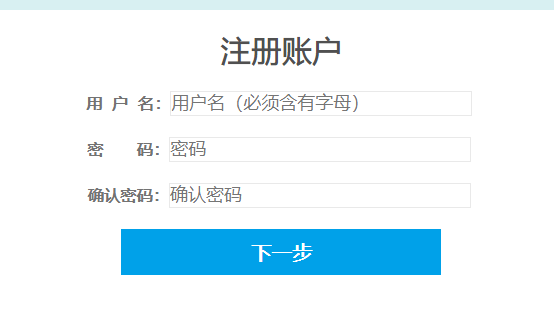 注册账户
用 户 名：用户名（必须含有字母）
密 码：密码
确认密码：确认密码
下一步